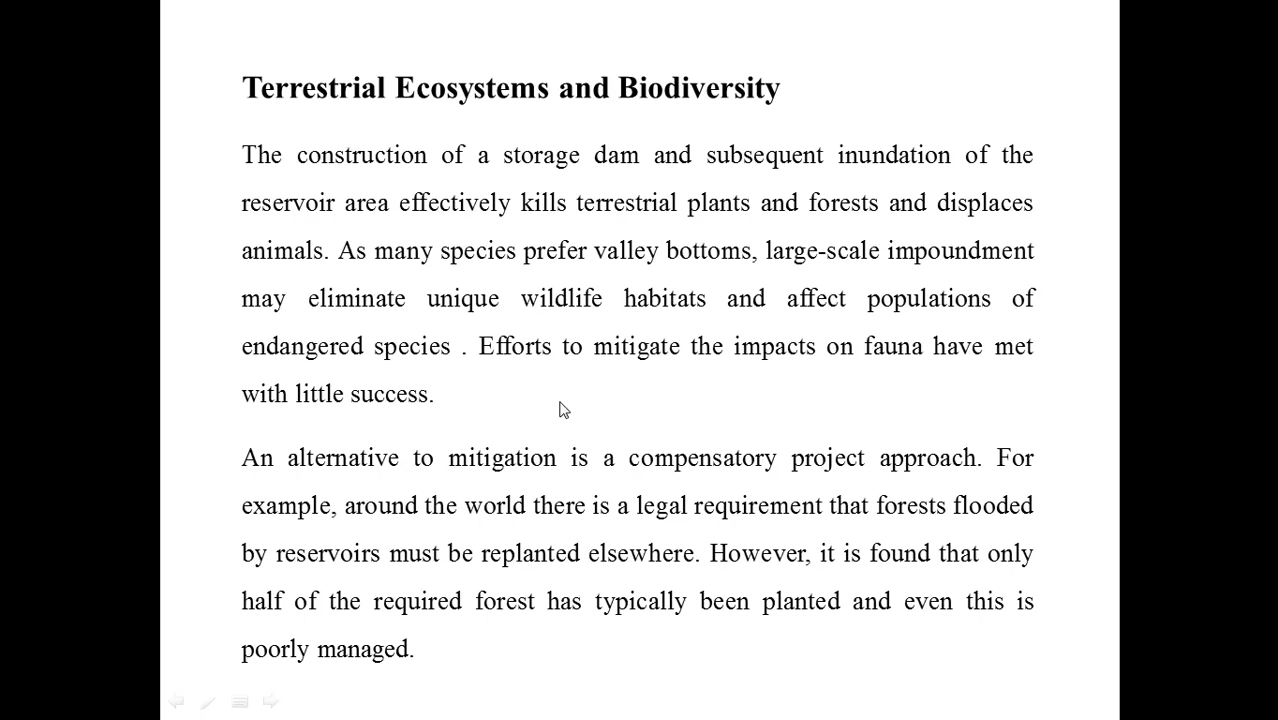 Terrestrial Ecosystems and Biodiversity
The construction of a storage dam and subsequent inundation of the
reservoir area effectively kills terrestrial plants and forests and displaces
animals. As many species prefer valley bottoms, large-scale impoundment
may eliminate unique wildlife habitats and affect populations of
endangered species . Efforts to mitigate the impacts on fauna have met
with little success.
An alternative to mitigation is a compensatory project approach. For
example, around the world there is a legal requirement that forests flooded
by reservoirs must be replanted elsewhere. However, it is found that only
half of the required forest has typically been planted and even this is
poorly managed.